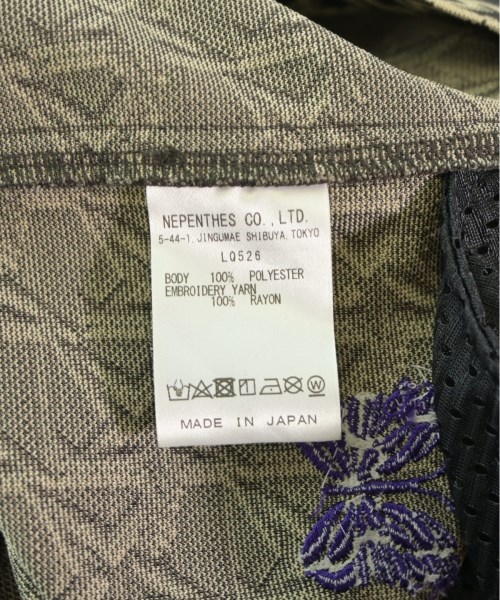 NEPENTHES CO.,LTD.
5-44-1, JINGUMAE SHIBUYA, TOKYO
LQ526
BODY 100% POLYESTER
EMBROIDERY YARN
100% RAYON
MADE IN JAPAN